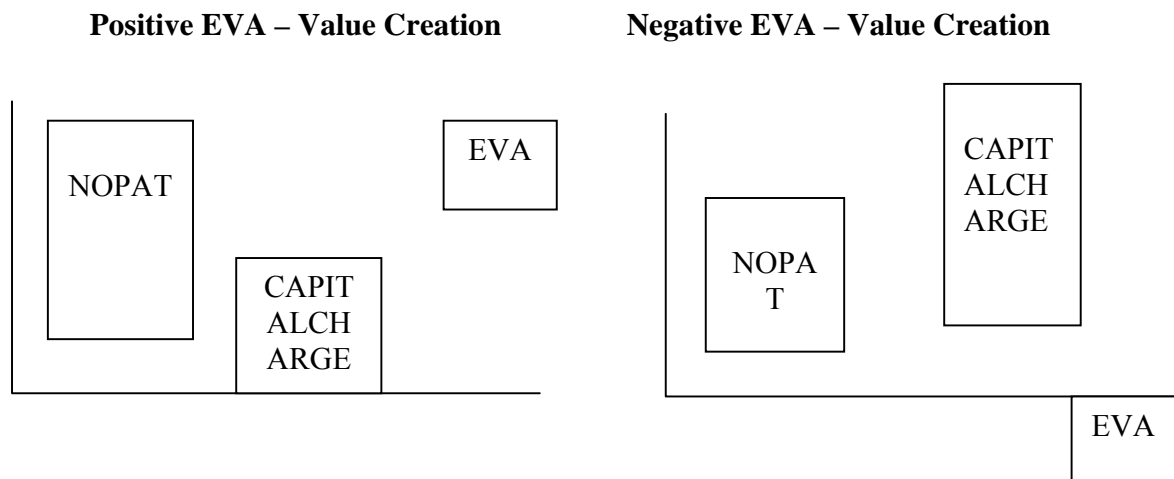 Positive EVA – Value Creation
Negative EVA – Value Creation
NOPAT
CAPIT
ALCH
ARGE
EVA
NOPA
T
CAPIT
ALCH
ARGE
EVA